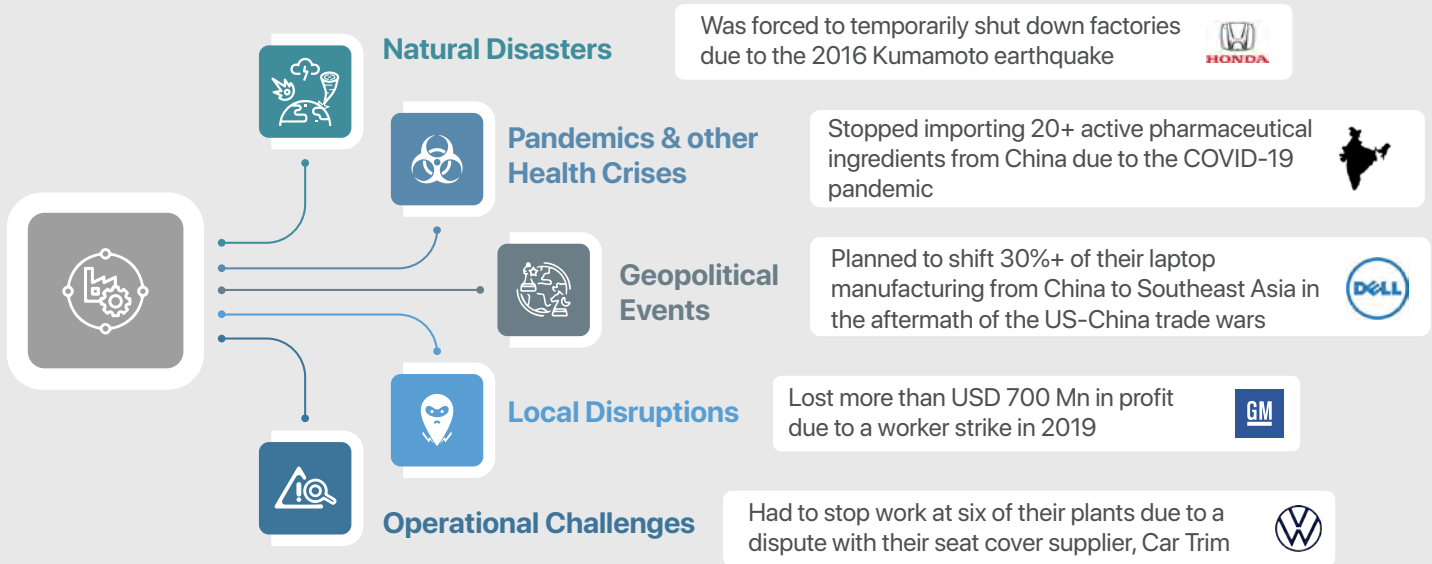 Natural Disasters
Was forced to temporarily shut down factories
due to the 2016 Kumamoto earthquake
HONDA
Pandemics & other
Health Crises
Stopped importing 20+ active pharmaceutical
ingredients from China due to the COVID-19
pandemic
Geopolitical
Events
Planned to shift 30%+ of their laptop
manufacturing from China to Southeast Asia in
the aftermath of the US-China trade wars
DELL
Local Disruptions
Lost more than USD 700 Mn in profit
due to a worker strike in 2019
GM
Operational Challenges
Had to stop work at six of their plants due to a
dispute with their seat cover supplier, Car Trim
VW